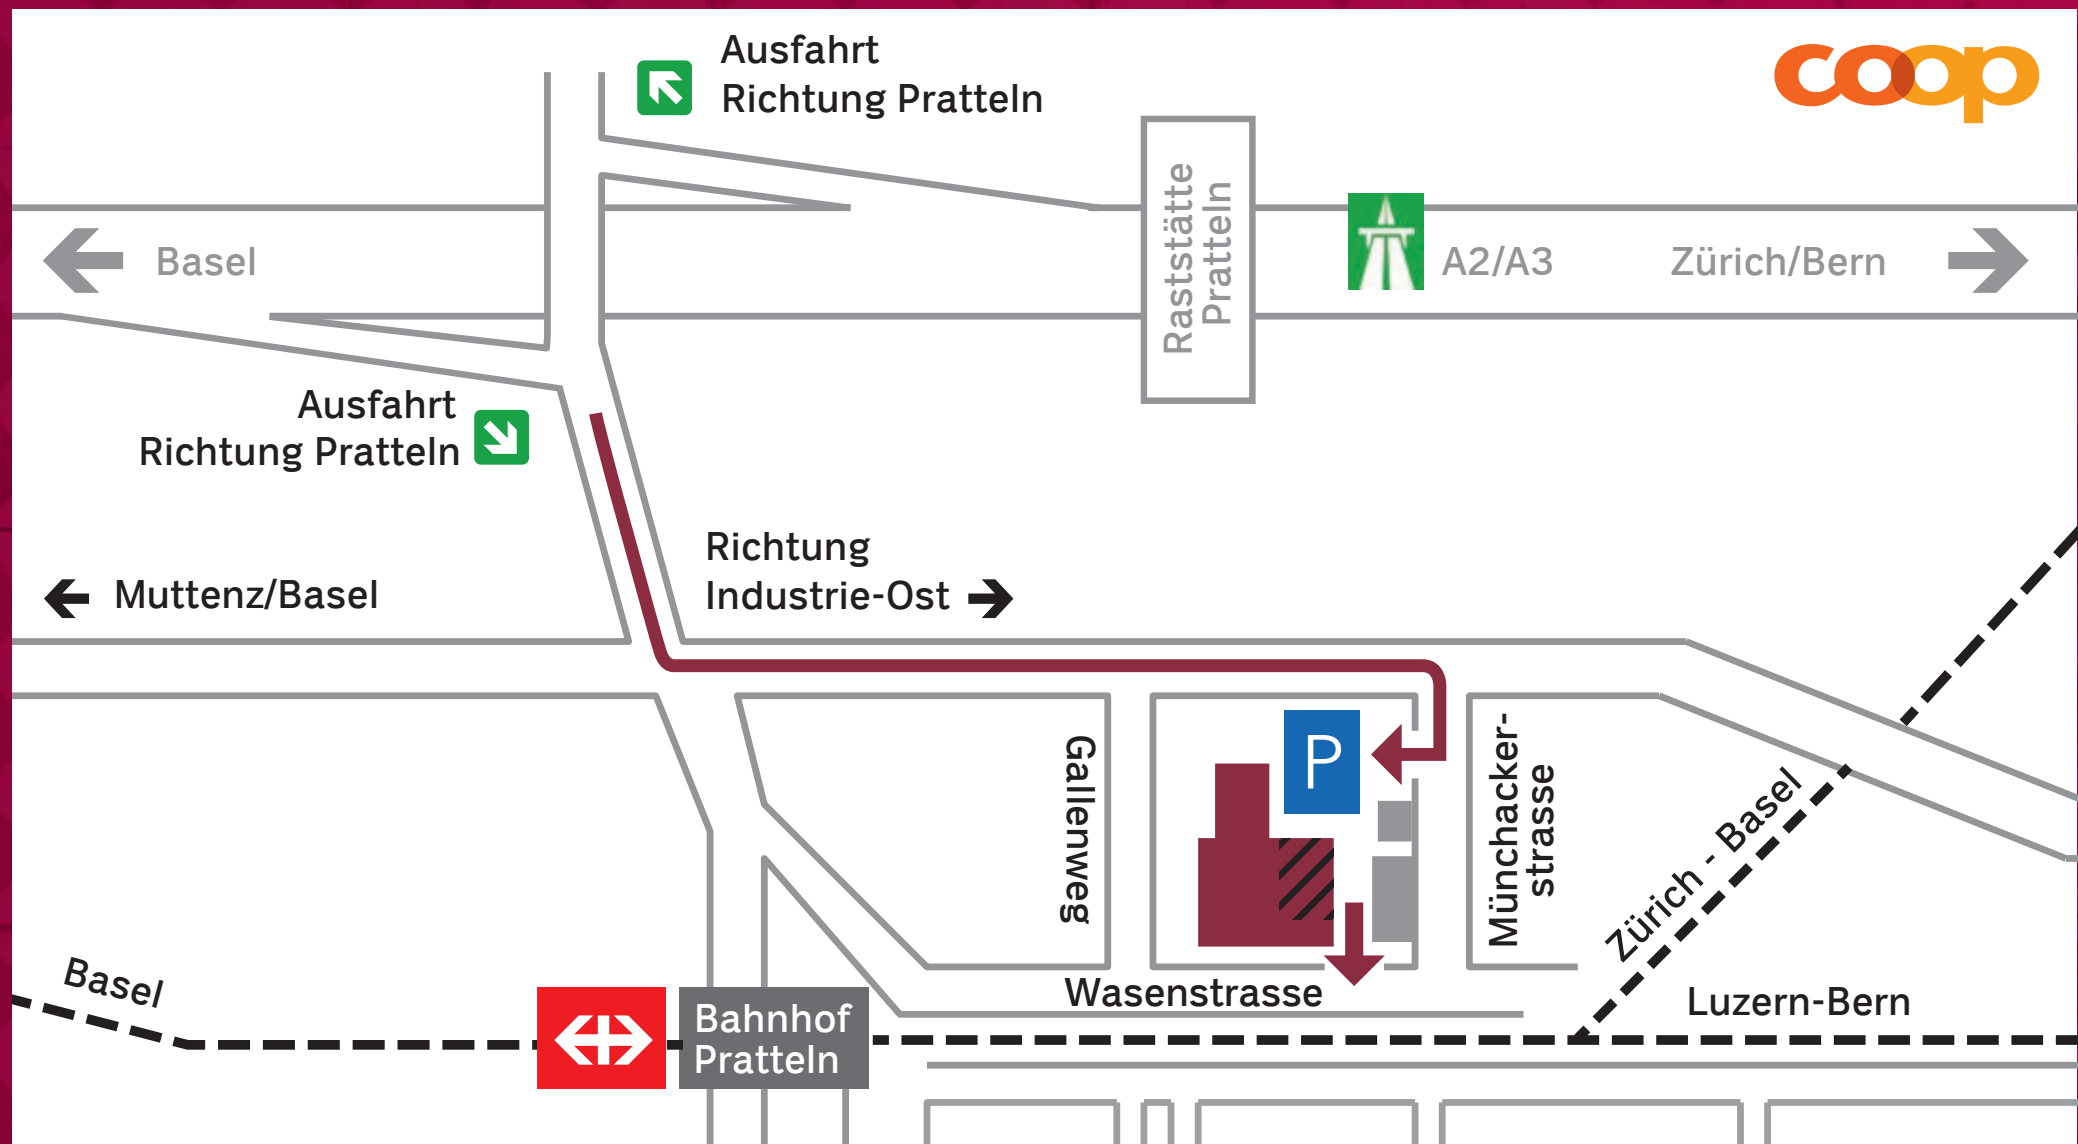 Ausfahrt
Richtung Pratteln
coop
Raststätte
Pratteln
Basel
A2/A3
Zürich/Bern
Ausfahrt
Richtung Pratteln
Richtung
Industrie-Ost
Muttenz/Basel
Gallenweg
P
Münchacker-
strasse
Zürich - Basel
Basel
Wasenstrasse
Luzern-Bern
Bahnhof
Pratteln